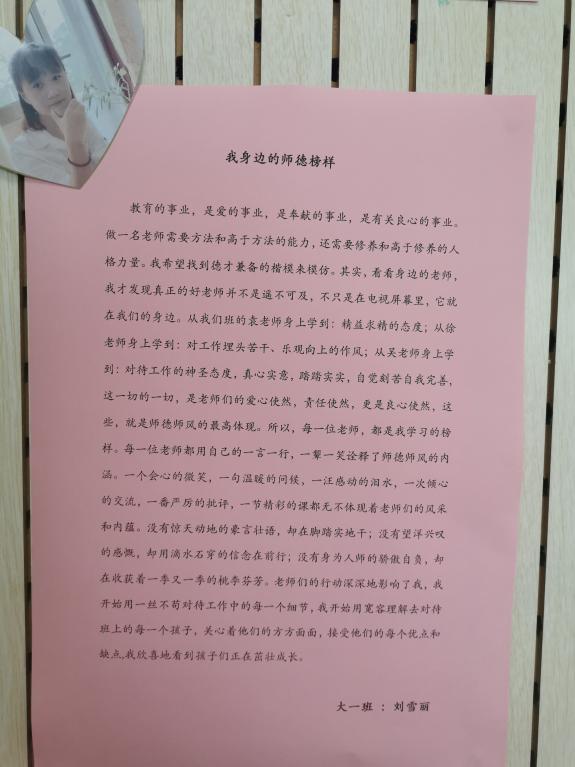 我身边的师德榜样
教育的事业，是爱的事业，是奉献的事业，是有关良心的事业。
做一名老师需要方法和高于方法的能力，还需要修养和高于修养的人
格力量。我希望找到德才兼备的楷模来模仿。其实，看看身边的老师，
我才发现真正的好老师并不是遥不可及，不只是在电视屏幕里，它就
在我们的身边。从我们班的袁老师身上学到：精益求精的态度；从徐
老师身上学到：对工作埋头苦干、乐观向上的作风；从吴老师身上学
到：对待工作的神圣态度，真心实意，踏踏实实，自觉刻苦自我完善，
这一切的一切，是老师们的爱心使然，责任使然，更是良心使然，这
些，就是师德师风的最高体现。所以，每一位老师，都是我学习的榜
样。每一位老师都用自己的一言一行，一颦一笑诠释了师德师风的内
涵。一个会心的微笑，一句温暖的问候，一汪感动的泪水，一次倾心
的交流，一番严厉的批评，一节精彩的课都无不体现着老师们的风采
和内蕴。没有惊天动地的豪言壮语，却在脚踏实地干；没有望洋兴叹
的感慨，却用滴水石穿的信念在前行；没有身为人师的骄傲自负，却
在收获着一季又一季的桃李芬芳。老师们的行动深深地影响了我，我
开始用一丝不苟对待工作中的每一个细节，我开始用宽容理解去对待
班上的每一个孩子，关心着他们的方方面面，接受他们的每个优点和
缺点,我欣喜地看到孩子们正在茁壮成长。
大一班 ：刘雪丽